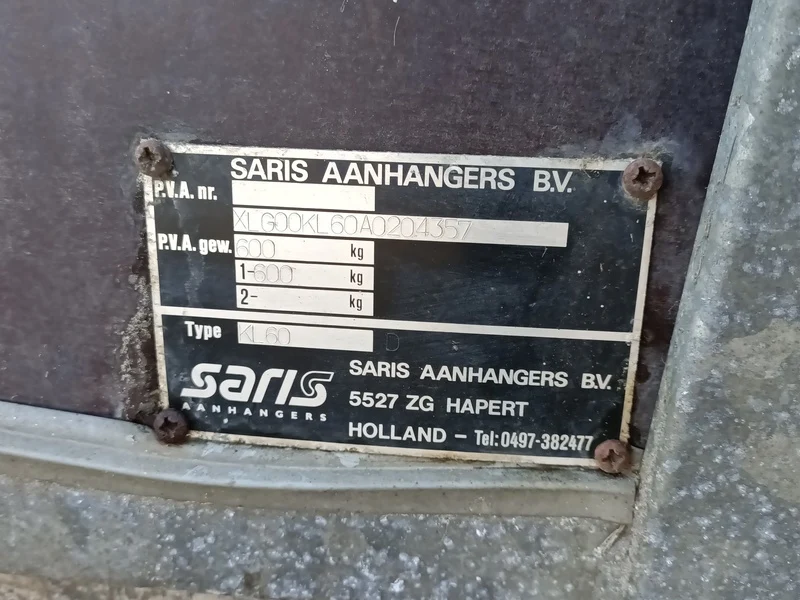 SARIS AANHANGERS B.V.
P.V.A. nr.
XLG00KL60A0204357
P.V.A. gew. 600 kg
1-600 kg
2- kg
Type KL60 D
saris
AANHANGERS
SARIS AANHANGERS B.V.
5527 ZG HAPERT
HOLLAND - Tel: 0497-382477